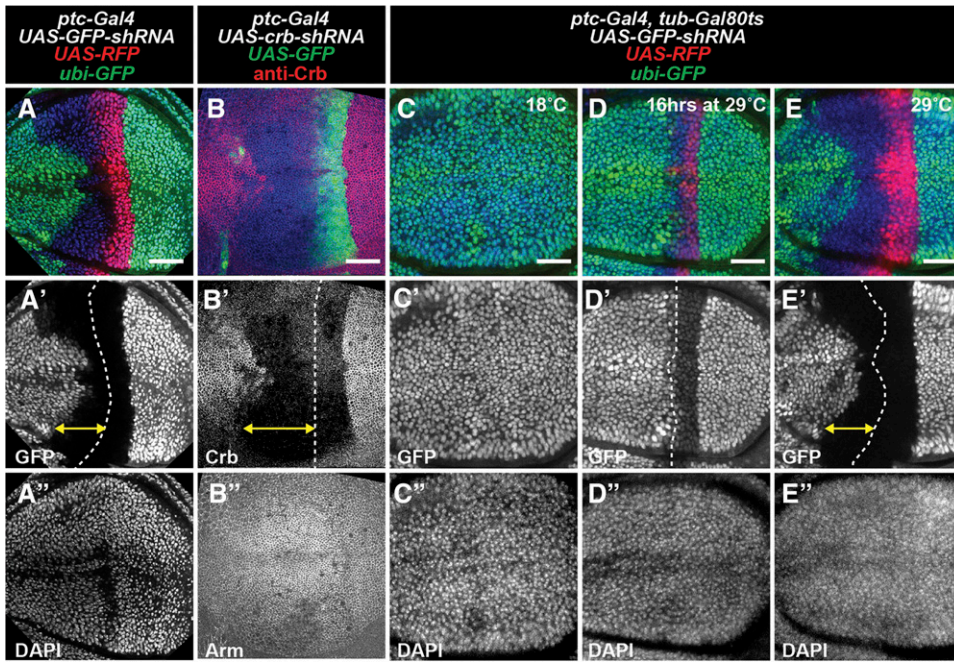 ptc-Gal4
UAS-GFP-shRNA
UAS-RFP
ubi-GFP
ptc-Gal4
UAS-crb-shRNA
UAS-GFP
anti-Crb
ptc-Gal4, tub-Gal80ts
UAS-GFP-shRNA
UAS-RFP
ubi-GFP
A
B
C
18˚C
D
16hrs at 29˚C
E
29˚C
A'
GFP
B'
Crb
C'
GFP
D'
GFP
E'
GFP
A''
DAPI
B''
Arm
C''
DAPI
D''
DAPI
E''
DAPI